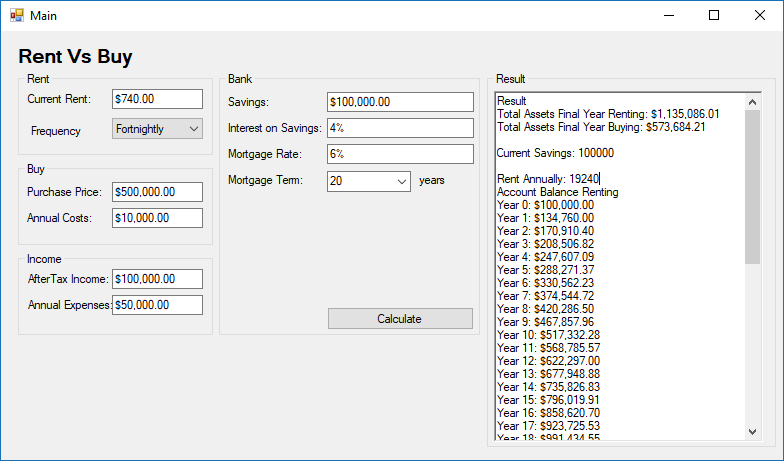 Main
Rent Vs Buy
Rent
Current Rent: $740.00
Frequency Fortnightly
Buy
Purchase Price: $500,000.00
Annual Costs: $10,000.00
Income
AfterTax Income: $100,000.00
Annual Expenses: $50,000.00
Bank
Savings: $100,000.00
Interest on Savings: 4%
Mortgage Rate: 6%
Mortgage Term: 20 years
Calculate
Result
Result
Total Assets Final Year Renting: $1,135,086.01
Total Assets Final Year Buying: $573,684.21
Current Savings: 100000
Rent Annually: 19240
Account Balance Renting
Year 0: $100,000.00
Year 1: $134,760.00
Year 2: $170,910.40
Year 3: $208,506.82
Year 4: $247,607.09
Year 5: $288,271.37
Year 6: $330,562.23
Year 7: $374,544.72
Year 8: $420,286.50
Year 9: $467,857.96
Year 10: $517,332.28
Year 11: $568,785.57
Year 12: $622,297.00
Year 13: $677,948.88
Year 14: $735,826.83
Year 15: $796,019.91
Year 16: $858,620.70
Year 17: $923,725.53
Year 18: $991,434.55